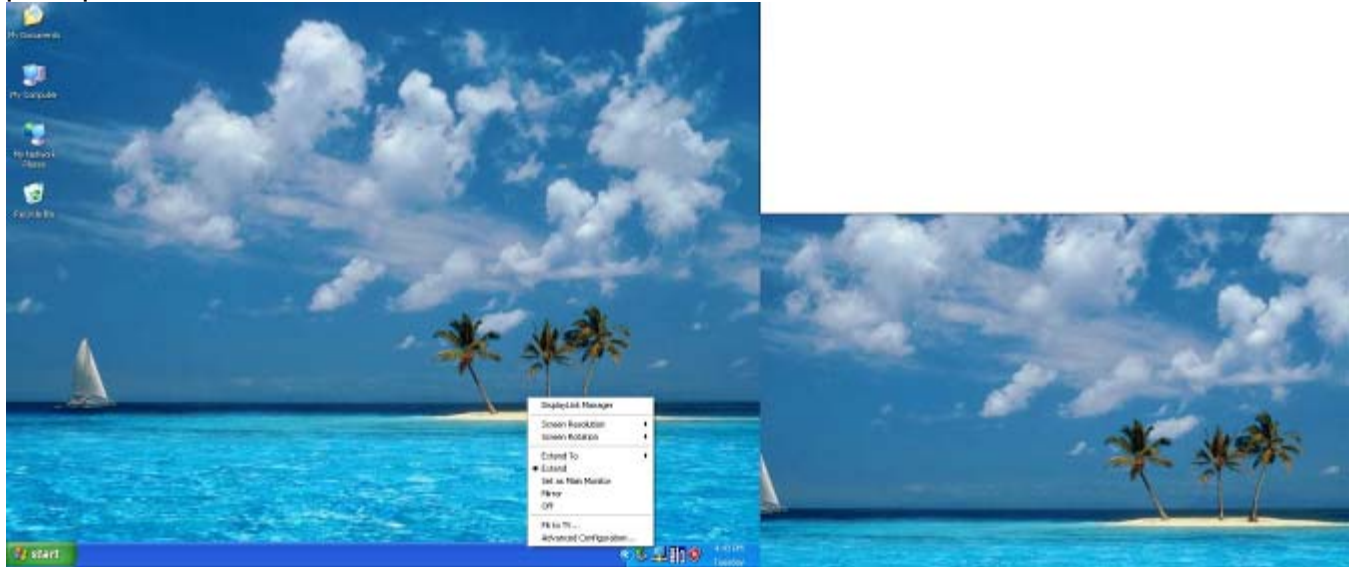 My Documents
My Computer
My Network
Places
Recycle Bin
DisplayLink Manager
Screen Resolution
Screen Rotation
Extend To
Extend
Set as Main Monitor
Mirror
Off
Fit to TV...
Advanced Configuration...
start
Tuesday